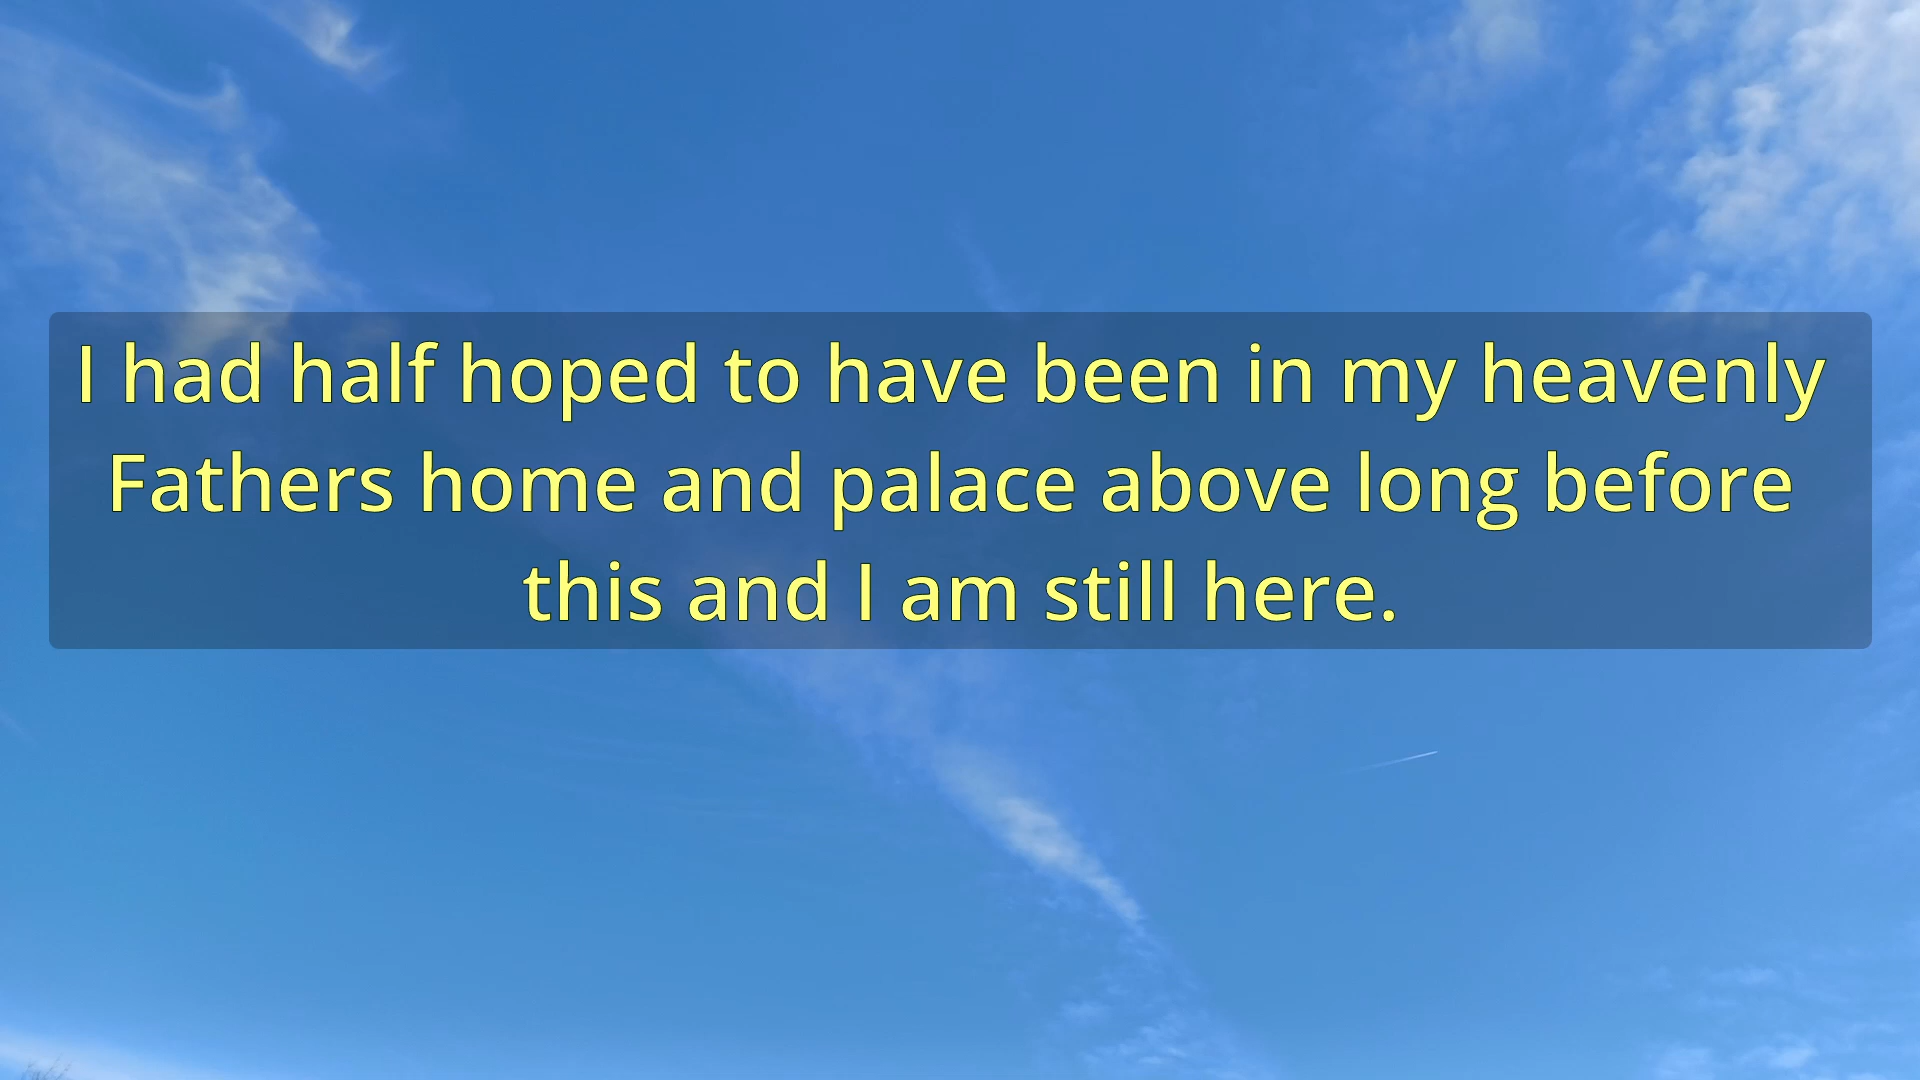 I had half hoped to have been in my heavenly
Fathers home and palace above long before
this and I am still here.